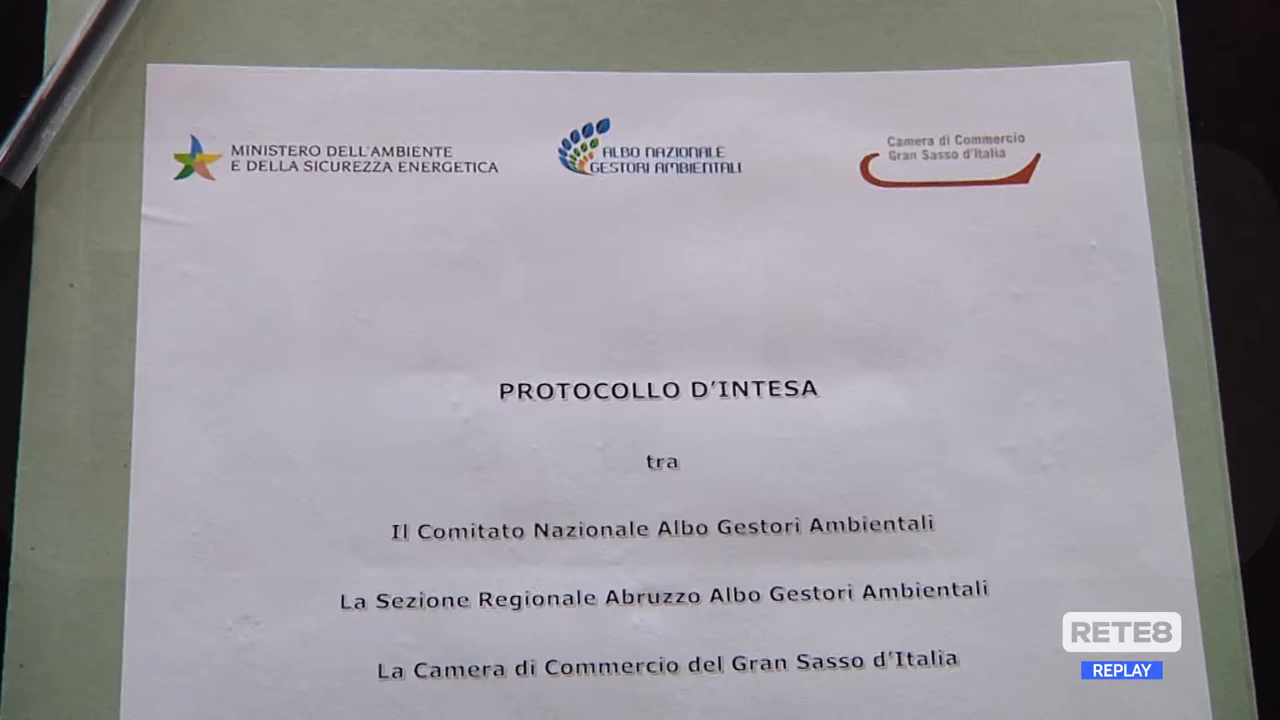 MINISTERO DELL'AMBIENTE
E DELLA SICUREZZA ENERGETICA
ALBO NAZIONALE
GESTORI AMBIENTALI
Camera di Commercio
Gran Sasso d'Italia
PROTOCOLLO D'INTESA
tra
Il Comitato Nazionale Albo Gestori Ambientali
La Sezione Regionale Abruzzo Albo Gestori Ambientali
La Camera di Commercio del Gran Sasso d'Italia
RETE8
REPLAY